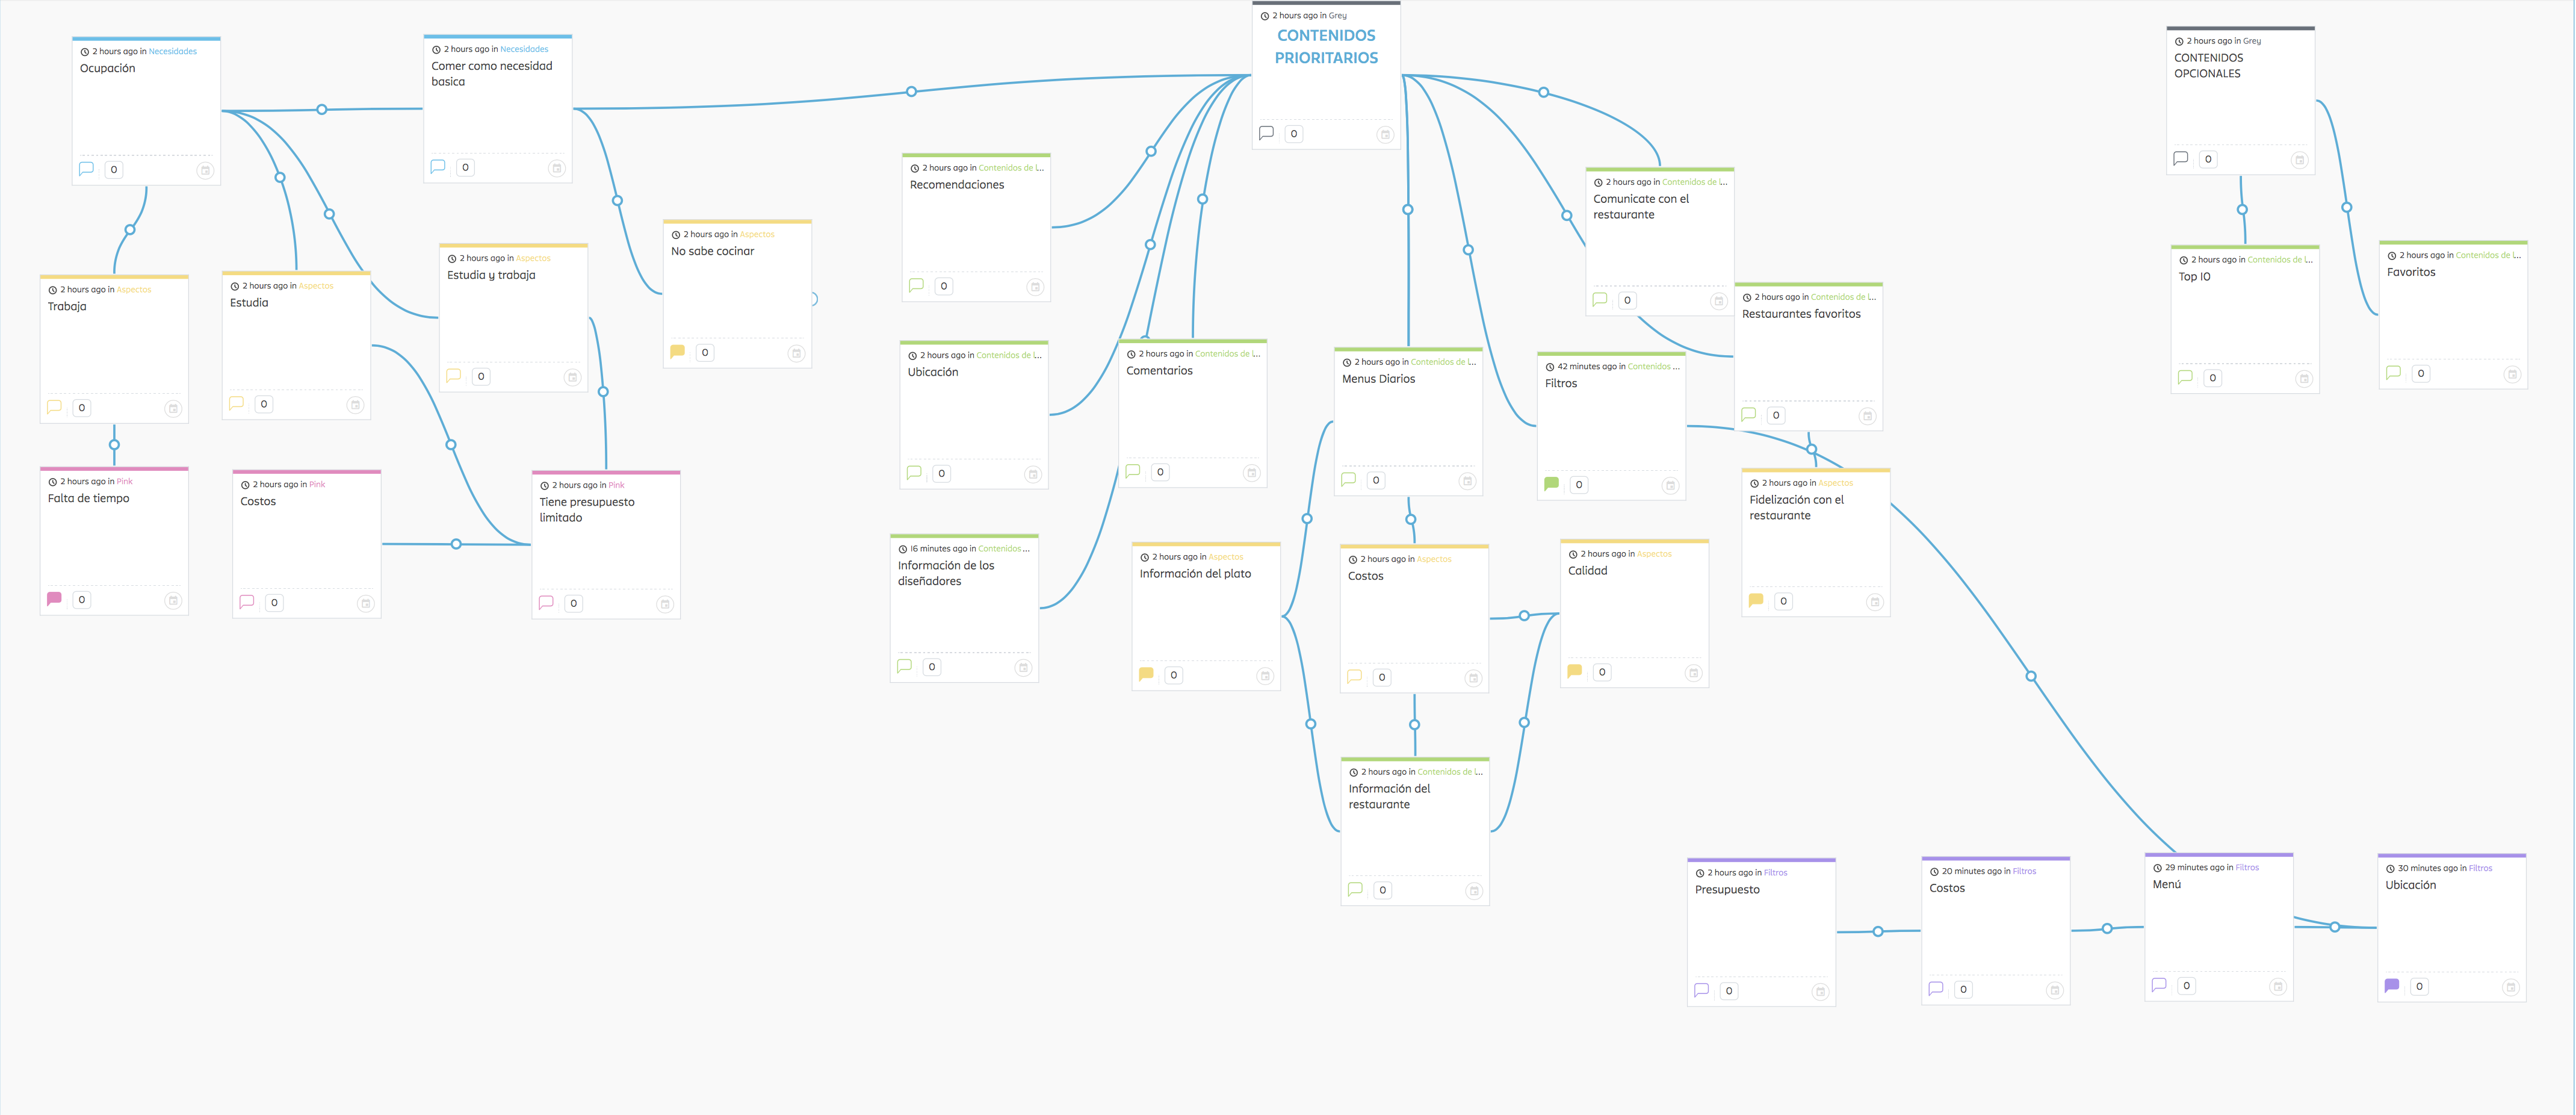 2 hours ago in Grey
CONTENIDOS
PRIORITARIOS
0
2 hours ago in Grey
CONTENIDOS
OPCIONALES
0
2 hours ago in Necesidades
Ocupación
0
2 hours ago in Necesidades
Comer como necesidad
basica
0
2 hours ago in Contenidos de l...
Recomendaciones
0
2 hours ago in Contenidos de l...
Comunicate con el
restaurante
0
2 hours ago in Aspectos
No sabe cocinar
0
2 hours ago in Aspectos
Estudia y trabaja
0
2 hours ago in Contenidos de l...
Top 10
0
2 hours ago in Contenidos de l...
Favoritos
0
2 hours ago in Aspectos
Trabaja
0
2 hours ago in Aspectos
Estudia
0
2 hours ago in Contenidos de l...
Restaurantes favoritos
0
2 hours ago in Contenidos de l...
Ubicación
0
2 hours ago in Contenidos de l...
Comentarios
0
2 hours ago in Contenidos de l...
Menus Diarios
0
42 minutes ago in Contenidos ...
Filtros
0
2 hours ago in Pink
Falta de tiempo
0
2 hours ago in Pink
Costos
0
2 hours ago in Pink
Tiene presupuesto
limitado
0
2 hours ago in Aspectos
Fidelización con el
restaurante
0
16 minutes ago in Contenidos ...
Información de los
diseñadores
0
2 hours ago in Aspectos
Información del plato
0
2 hours ago in Aspectos
Costos
0
2 hours ago in Aspectos
Calidad
0
2 hours ago in Contenidos de l...
Información del
restaurante
0
2 hours ago in Filtros
Presupuesto
0
20 minutes ago in Filtros
Costos
0
29 minutes ago in Filtros
Menú
0
30 minutes ago in Filtros
Ubicación
0